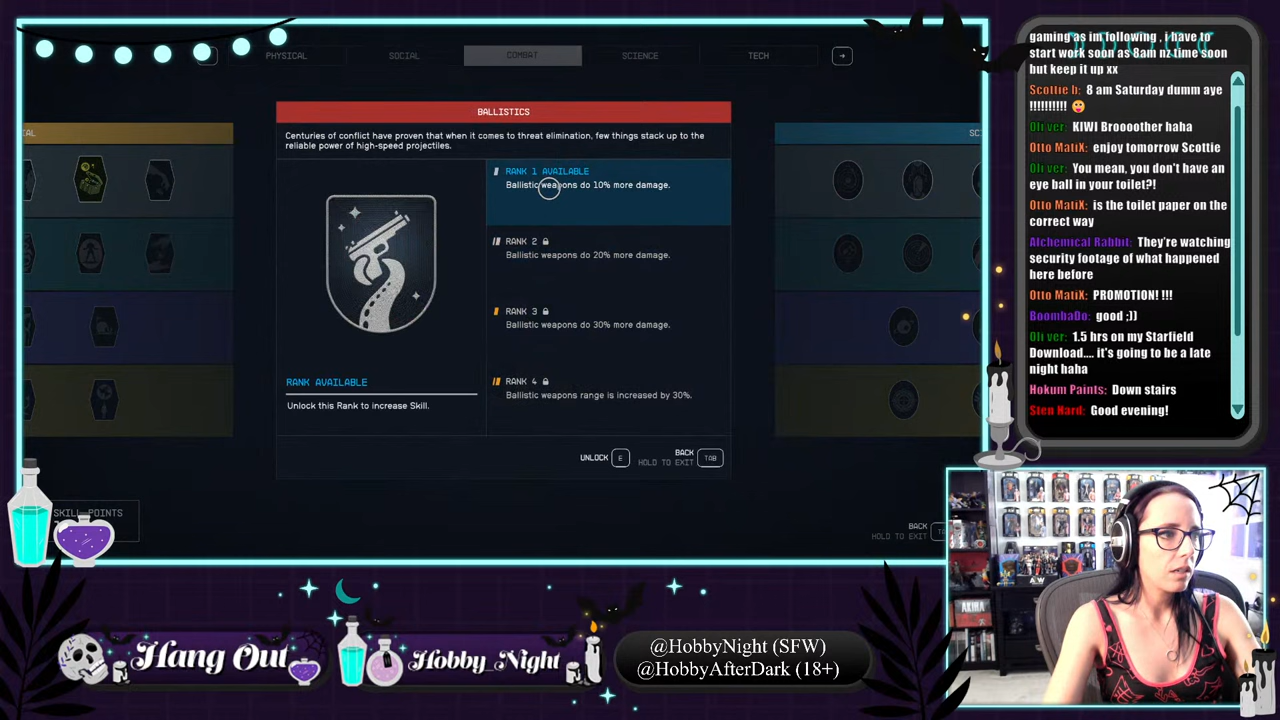 PHYSICAL
SOCIAL
COMBAT
SCIENCE
TECH
AL
SC
BALLISTICS
Centuries of conflict have proven that when it comes to threat elimination, few things stack up to the
reliable power of high-speed projectiles.
RANK 1 AVAILABLE
Ballistic weapons do 10% more damage.
RANK 2
Ballistic weapons do 20% more damage.
RANK 3
Ballistic weapons do 30% more damage.
RANK 4
Ballistic weapons range is increased by 30%.
RANK AVAILABLE
Unlock this Rank to increase Skill.
UNLOCK E
BACK
HOLD TO EXIT TAB
SKILL POINTS
BACK
HOLD TO EXIT
gaming as im following , i have to
start work soon as 8am nz time soon
but keep it up xx
Scottie b: 8 am Saturday dumm aye
!!!!!!!!!!
Oli ver: KIWI Broooother haha
Otto MatiX: enjoy tomorrow Scottie
Oli ver: You mean, you don't have an
eye ball in your toilet?!
Otto MatiX: is the toilet paper on the
correct way
Alchemical Rabbit: They're watching
security footage of what happened
here before
Otto MatiX: PROMOTION! !!!
BoombaDo: good ;))
Oli ver: 1.5 hrs on my Starfield
Download.... it's going to be a late
night haha
Hokum Paints: Down stairs
Sten Hard: Good evening!
AKIRA
Hang Out
Hobby Night
@HobbyNight (SFW)
@HobbyAfterDark (18+)